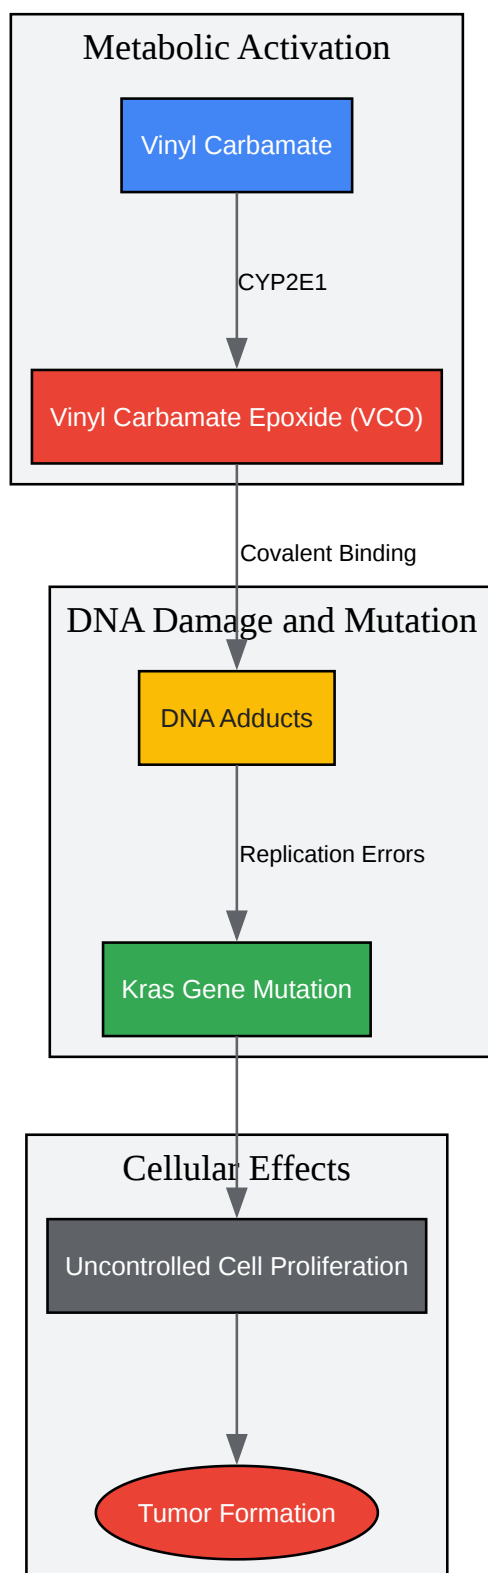 Metabolic Activation
Vinyl Carbamate
CYP2E1
Vinyl Carbamate Epoxide (VCO)
Covalent Binding
DNA Damage and Mutation
DNA Adducts
Replication Errors
Kras Gene Mutation
Cellular Effects
Uncontrolled Cell Proliferation
Tumor Formation